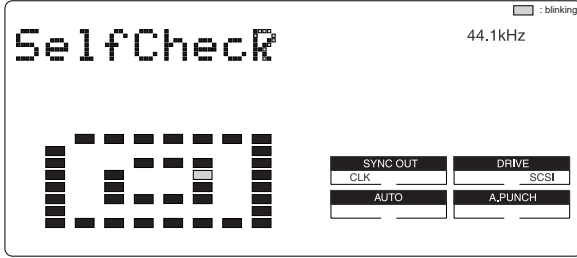 : blinking
SelfCheck
44.1kHz
SYNC OUT
DRIVE
CLK
SCSI
AUTO
A.PUNCH